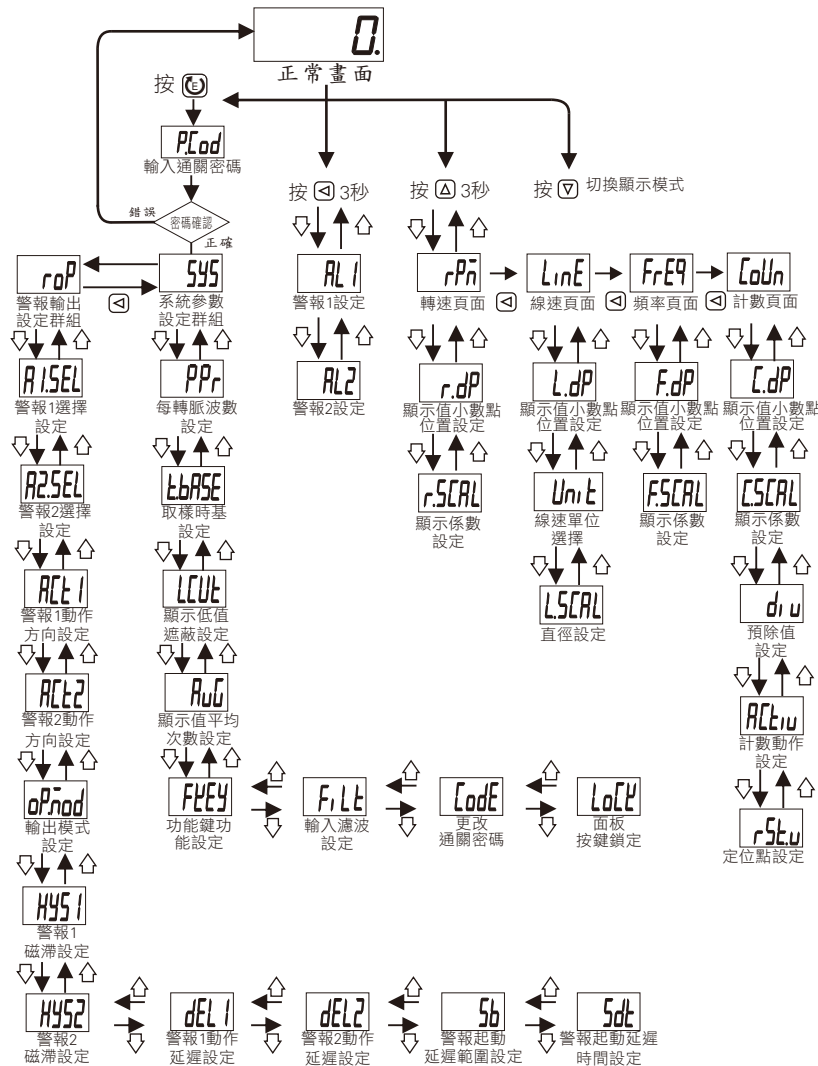 0.
正常畫面
按 E
P.Cod
輸入通關密碼
錯誤
密碼確認
正確
按 3秒
按 3秒
按 切換顯示模式
roP
警報輸出
設定群組
SYS
系統參數
設定群組
AL1
警報1設定
rPm
轉速頁面
LinE
線速頁面
FrEq
頻率頁面
CoUn
計數頁面
A1.SEL
警報1選擇
設定
PPr
每轉脈波數
設定
AL2
警報2設定
r.dP
顯示值小數點
位置設定
L.dP
顯示值小數點
位置設定
F.dP
顯示值小數點
位置設定
C.dP
顯示值小數點
位置設定
A2.SEL
警報2選擇
設定
t.bASE
取樣時基
設定
r.SCAL
顯示係數
設定
Unit
線速單位
選擇
F.SCAL
顯示係數
設定
C.SCAL
顯示係數
設定
ACt1
警報1動作
方向設定
LCUt
顯示低值
遮蔽設定
L.SCAL
直徑設定
div
預除值
設定
ACt2
警報2動作
方向設定
AvG
顯示值平均
次數設定
ACtiv
計數動作
設定
oP.mod
輸出模式
設定
FKEY
功能鍵功
能設定
FiLt
輸入濾波
設定
CodE
更改
通關密碼
LoCK
面板
按鍵鎖定
rSt.v
定位點設定
HYS1
警報1
磁滯設定
HYS2
警報2
磁滯設定
dEL1
警報1動作
延遲設定
dEL2
警報2動作
延遲設定
Sb
警報起動
延遲範圍設定
Sdt
警報起動延遲
時間設定